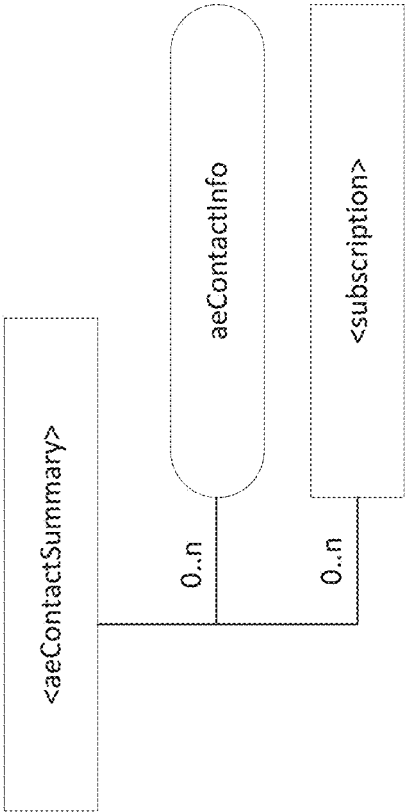 <aeContactSummary>
0..n
aeContactInfo
0..n
<subscription>